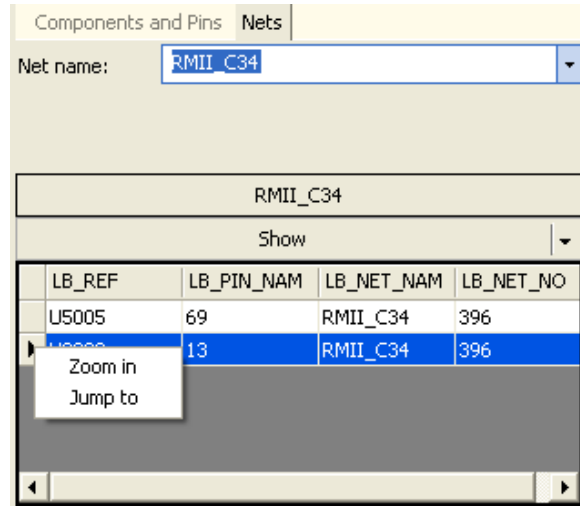 Components and Pins Nets
Net name: RMII_C34
RMII_C34
Show
LB_REF LB_PIN_NAM LB_NET_NAM LB_NET_NO
U5005 69 RMII_C34 396
13 RMII_C34 396
Zoom in
Jump to